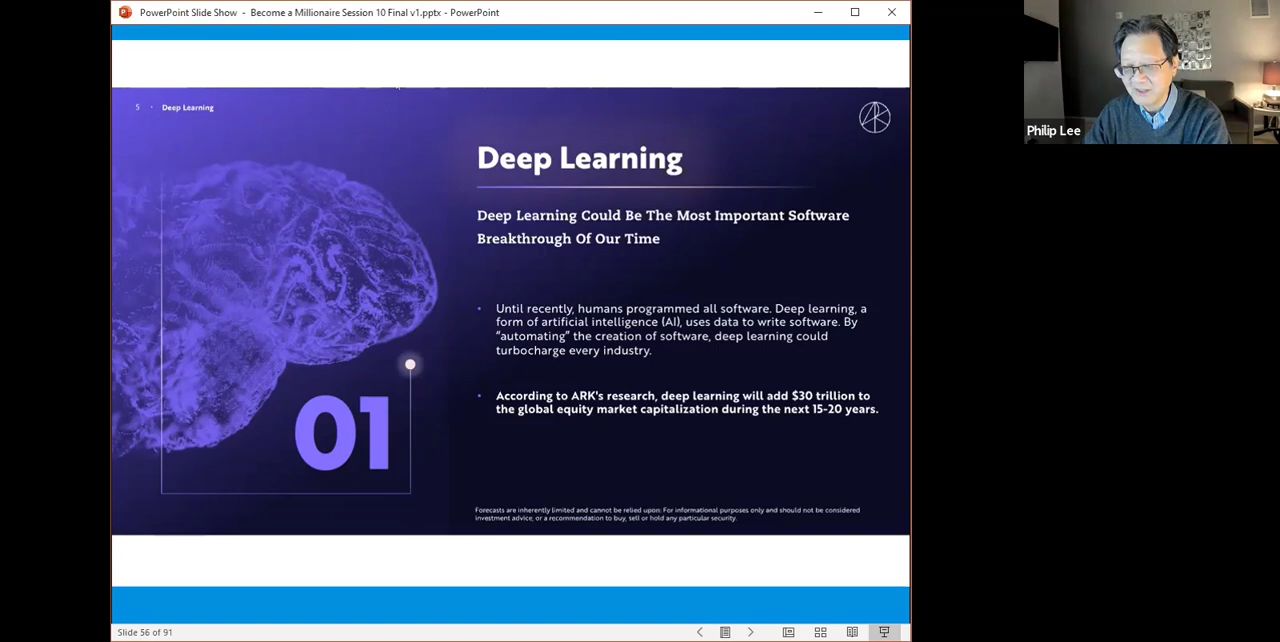 PowerPoint Slide Show - Become a Millionaire Session 10 Final v1.pptx - PowerPoint
Philip Lee
5 · Deep Learning
Deep Learning
Deep Learning Could Be The Most Important Software
Breakthrough Of Our Time
• Until recently, humans programmed all software. Deep learning, a
form of artificial intelligence (AI), uses data to write software. By
“automating” the creation of software, deep learning could
turbocharge every industry.
• According to ARK's research, deep learning will add $30 trillion to
the global equity market capitalization during the next 15-20 years.
01
Forecasts are inherently limited and cannot be relied upon: For informational purposes only and should not be considered
investment advice, or a recommendation to buy, sell or hold any particular security.
Slide 56 of 91